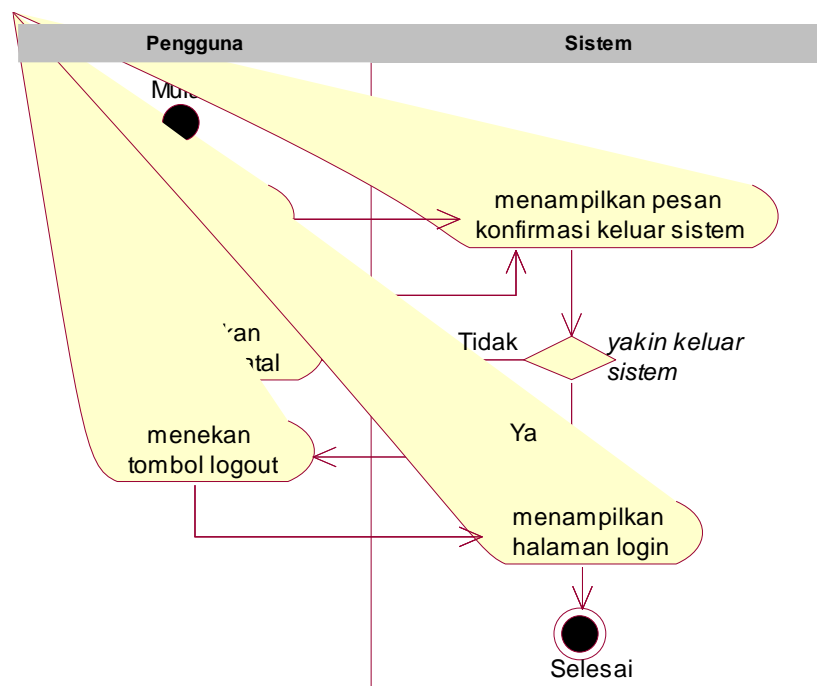 Pengguna
Sistem
menampilkan pesan
konfirmasi keluar sistem
Tidak
yakin keluar
sistem
Ya
menekan
tombol logout
menampilkan
halaman login
Selesai